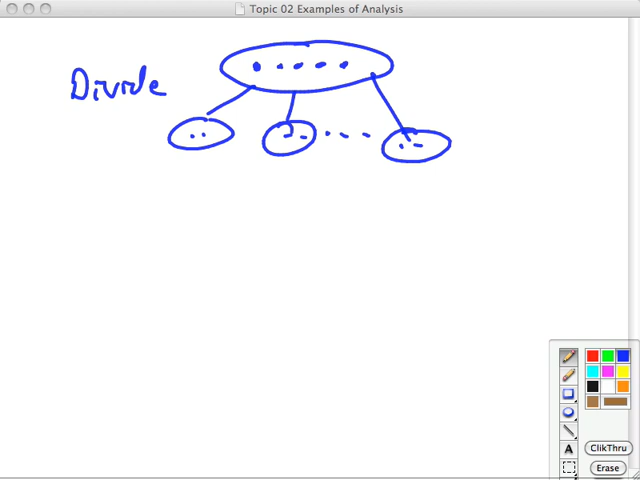 Topic 02 Examples of Analysis
Divide
A
ClikThru
Erase